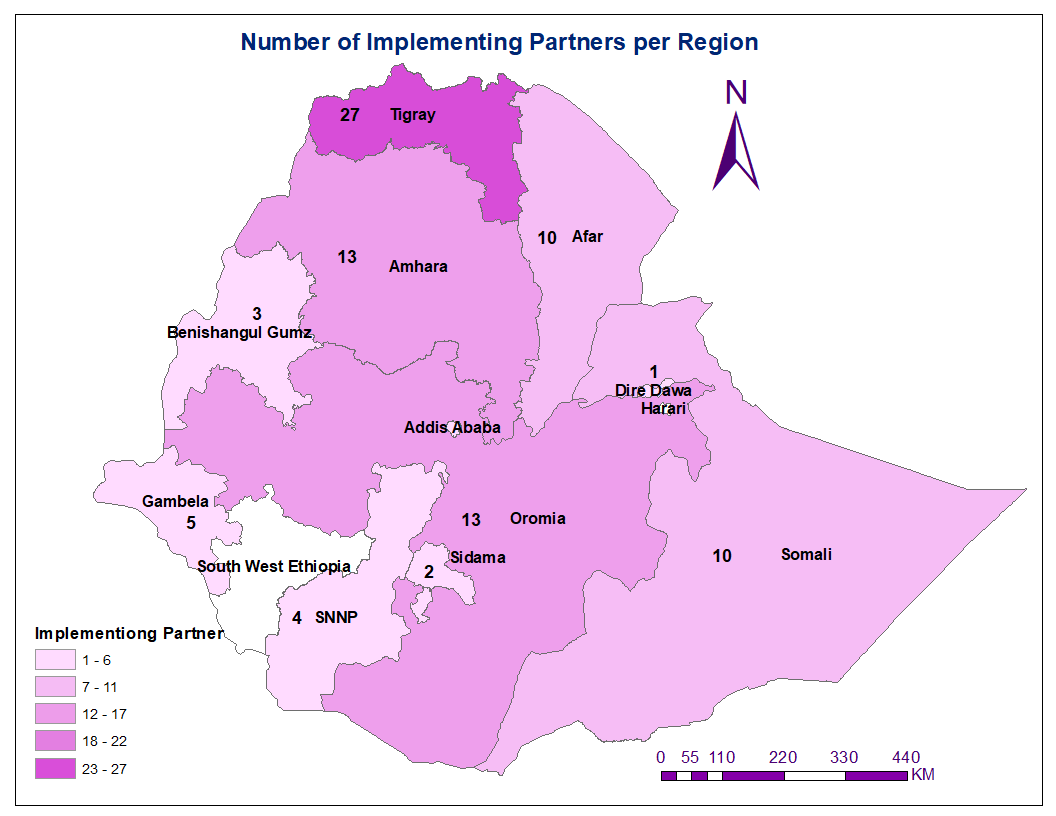 Number of Implementing Partners per Region
N
27 Tigray
10 Afar
13 Amhara
3
Benishangul Gumz
1
Dire Dawa
Harari
Addis Ababa
Gambela
5
13 Oromia
10 Somali
Sidama
2
South West Ethiopia
4 SNNP
Implementiong Partner
1 - 6
7 - 11
12 - 17
18 - 22
23 - 27
0 55 110 220 330 440
KM